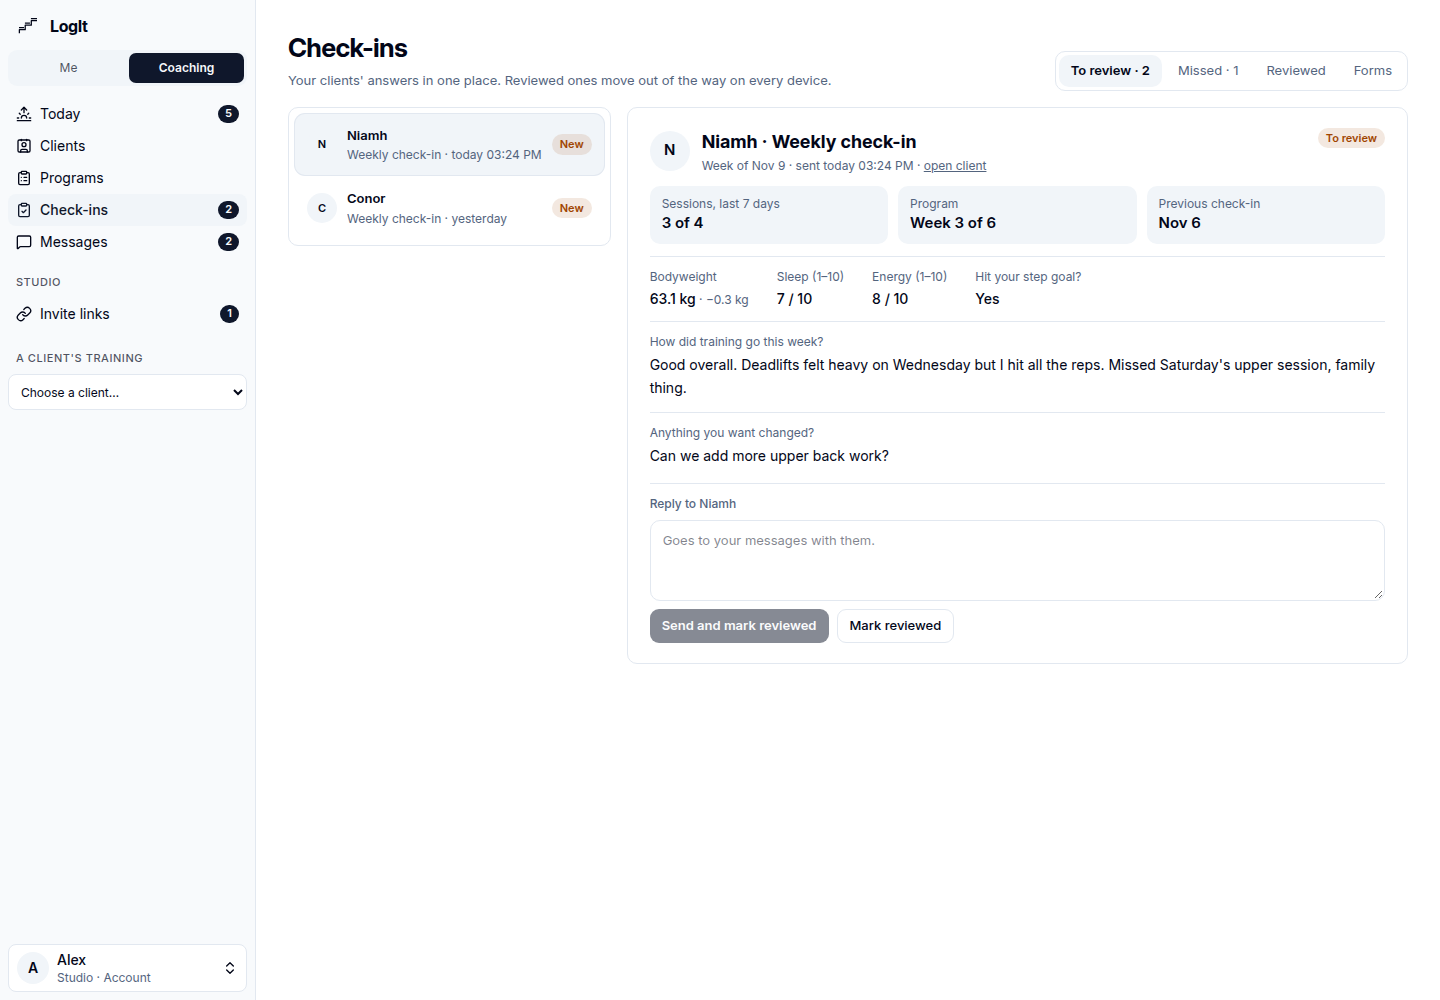 LogIt
Me
Coaching
Today
5
Clients
Programs
Check-ins
2
Messages
2
STUDIO
Invite links
1
A CLIENT'S TRAINING
Choose a client...
A
Alex
Studio · Account
Check-ins
Your clients' answers in one place. Reviewed ones move out of the way on every device.
To review · 2
Missed · 1
Reviewed
Forms
N
Niamh
Weekly check-in · today 03:24 PM
New
C
Conor
Weekly check-in · yesterday
New
N
Niamh · Weekly check-in
Week of Nov 9 · sent today 03:24 PM · open client
To review
Sessions, last 7 days
3 of 4
Program
Week 3 of 6
Previous check-in
Nov 6
Bodyweight
63.1 kg · −0.3 kg
Sleep (1–10)
7 / 10
Energy (1–10)
8 / 10
Hit your step goal?
Yes
How did training go this week?
Good overall. Deadlifts felt heavy on Wednesday but I hit all the reps. Missed Saturday's upper session, family
thing.
Anything you want changed?
Can we add more upper back work?
Reply to Niamh
Goes to your messages with them.
Send and mark reviewed
Mark reviewed